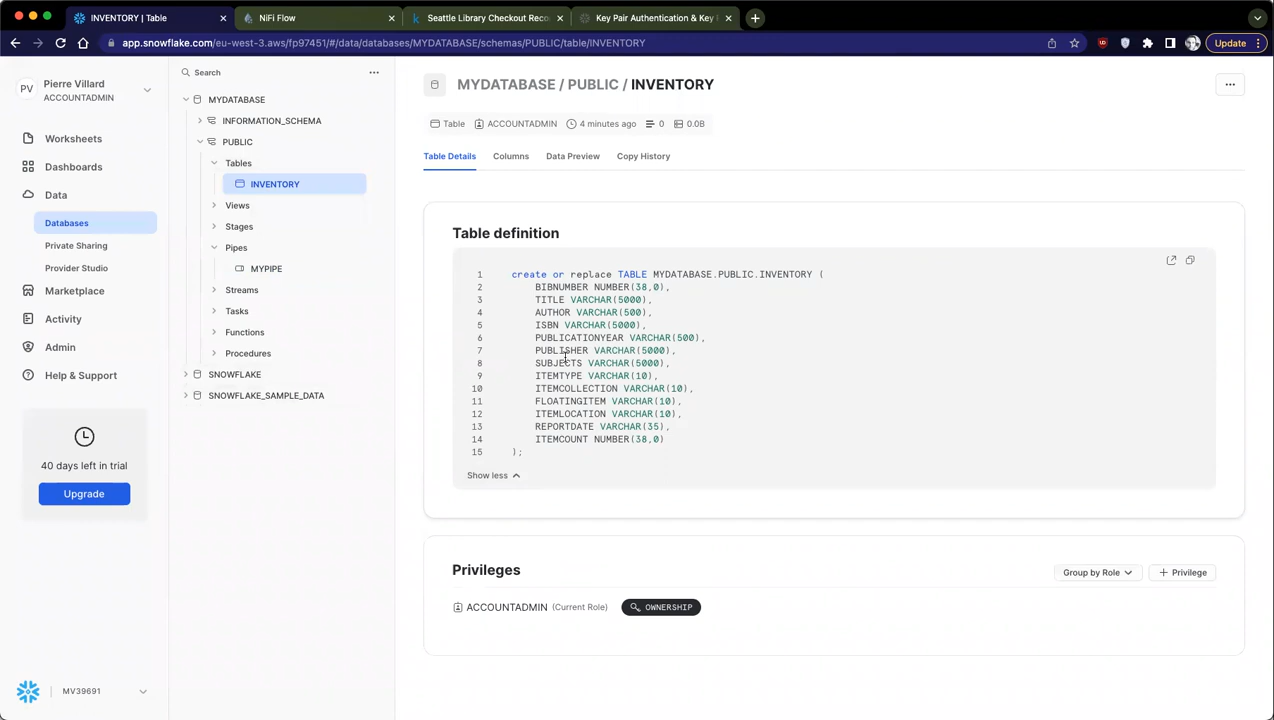 INVENTORY | Table
NiFi Flow
Seattle Library Checkout Reco
Key Pair Authentication & Key
app.snowflake.com/eu-west-3.aws/fp97451/#/data/databases/MYDATABASE/schemas/PUBLIC/table/INVENTORY
Update
PV
Pierre Villard
ACCOUNTADMIN
Worksheets
Dashboards
Data
Databases
Private Sharing
Provider Studio
Marketplace
Activity
Admin
Help & Support
40 days left in trial
Upgrade
MV39691
Search
MYDATABASE
INFORMATION_SCHEMA
PUBLIC
Tables
INVENTORY
Views
Stages
Pipes
MYPIPE
Streams
Tasks
Functions
Procedures
SNOWFLAKE
SNOWFLAKE_SAMPLE_DATA
MYDATABASE / PUBLIC / INVENTORY
Table ACCOUNTADMIN 4 minutes ago 0 0.0B
Table Details Columns Data Preview Copy History
Table definition
1 create or replace TABLE MYDATABASE.PUBLIC.INVENTORY (
2 BIBNUMBER NUMBER(38,0),
3 TITLE VARCHAR(5000),
4 AUTHOR VARCHAR(500),
5 ISBN VARCHAR(5000),
6 PUBLICATIONYEAR VARCHAR(500),
7 PUBLISHER VARCHAR(5000),
8 SUBJECTS VARCHAR(5000),
9 ITEMTYPE VARCHAR(10),
10 ITEMCOLLECTION VARCHAR(10),
11 FLOATINGITEM VARCHAR(10),
12 ITEMLOCATION VARCHAR(10),
13 REPORTDATE VARCHAR(35),
14 ITEMCOUNT NUMBER(38,0)
15 );
Show less
Privileges
Group by Role
Privilege
ACCOUNTADMIN (Current Role) OWNERSHIP